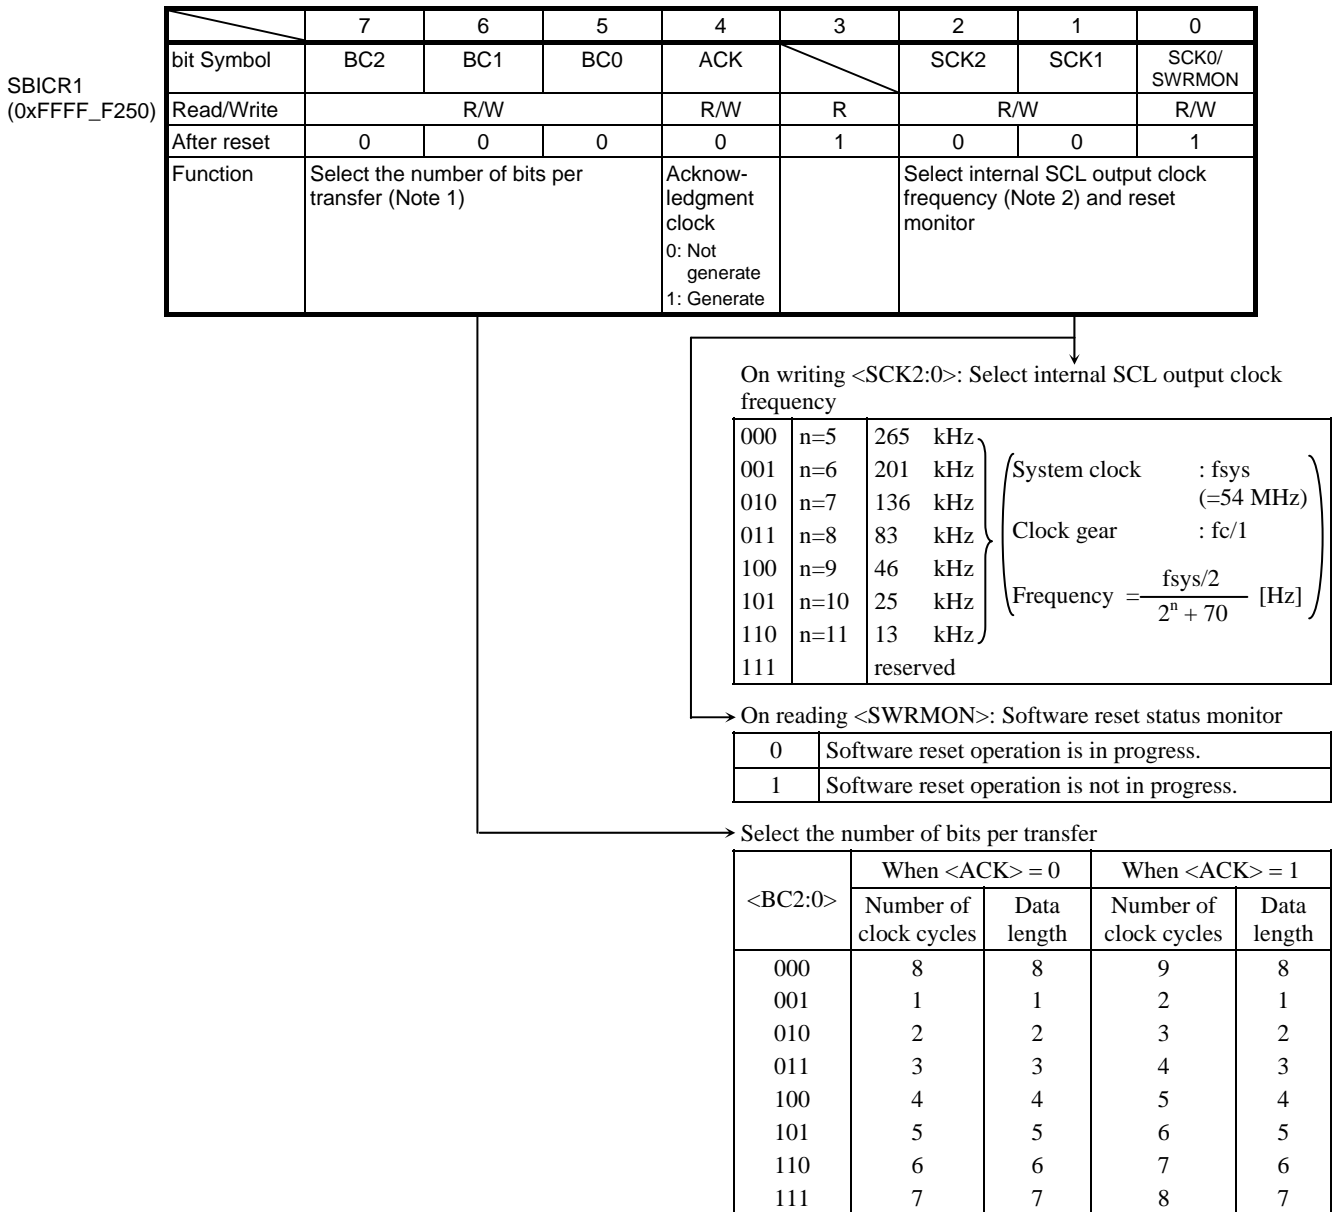 7 6 5 4 3 2 1 0
bit Symbol BC2 BC1 BC0 ACK SCK2 SCK1 SCK0/
SWRMON
SBICR1
(0xFFFF_F250)
Read/Write R/W R/W R R/W R/W
After reset 0 0 0 0 1 0 0 1
Function
Select the number of bits per
transfer (Note 1)
Acknow-
ledgment
clock
0: Not
generate
1: Generate
Select internal SCL output clock
frequency (Note 2) and reset
monitor
On writing <SCK2:0>: Select internal SCL output clock
frequency
000 n=5 265 kHz
001 n=6 201 kHz
010 n=7 136 kHz
011 n=8 83 kHz
100 n=9 46 kHz
101 n=10 25 kHz
110 n=11 13 kHz
111 reserved
System clock : fsys
(=54 MHz)
Clock gear : fc/1
Frequency = fsys/2 / 2^n + 70 [Hz]
On reading <SWRMON>: Software reset status monitor
0 Software reset operation is in progress.
1 Software reset operation is not in progress.
Select the number of bits per transfer
<BC2:0> When <ACK> = 0 When <ACK> = 1
Number of Data Number of Data
clock cycles length clock cycles length
000 8 8 9 8
001 1 1 2 1
010 2 2 3 2
011 3 3 4 3
100 4 4 5 4
101 5 5 6 5
110 6 6 7 6
111 7 7 8 7